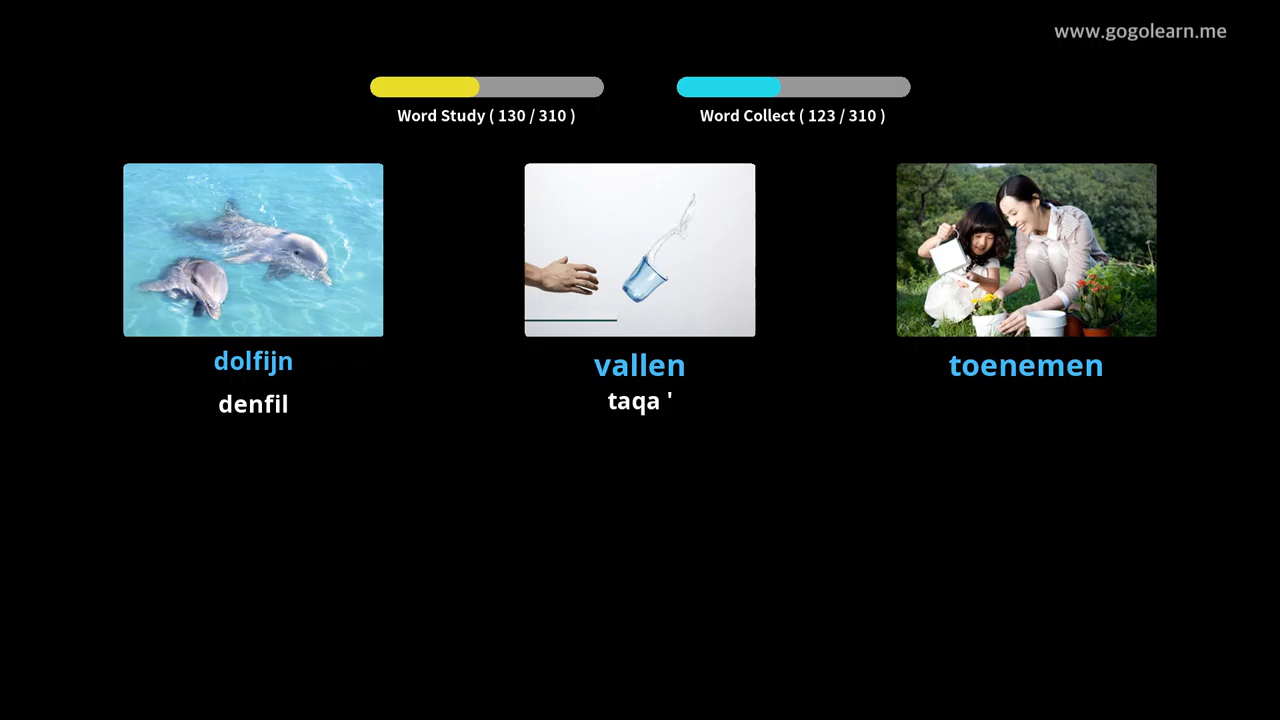 www.gogolearn.me
Word Study ( 130 / 310 )
Word Collect ( 123 / 310 )
dolfijn
denfil
vallen
taqa '
toenemen